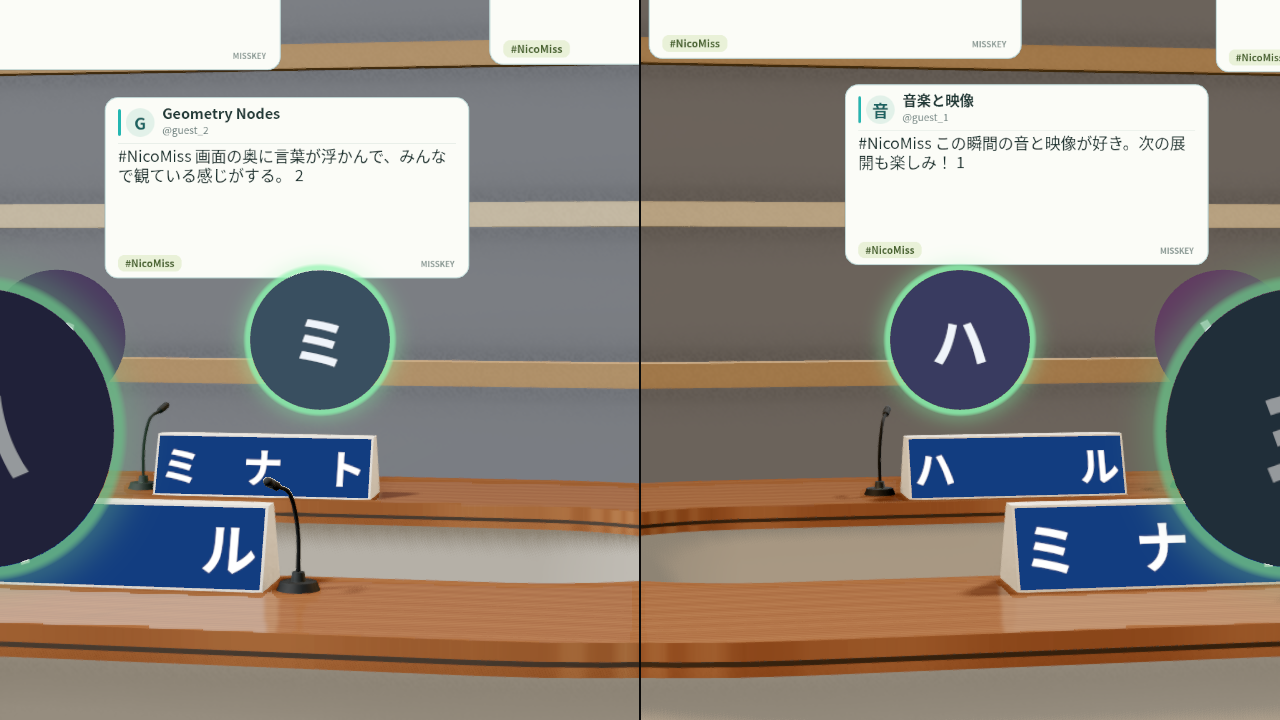 MISSKEY
#NicoMiss
G
Geometry Nodes
@guest_2
#NicoMiss 画面の奥に言葉が浮かんで、みんな
で観ている感じがする。 2
#NicoMiss
MISSKEY
ミ
ミナト
ル
#NicoMiss
MISSKEY
#NicoMiss
音
音楽と映像
@guest_1
#NicoMiss この瞬間の音と映像が好き。次の展
開も楽しみ！ 1
#NicoMiss
MISSKEY
ハ
ハル
ミナ